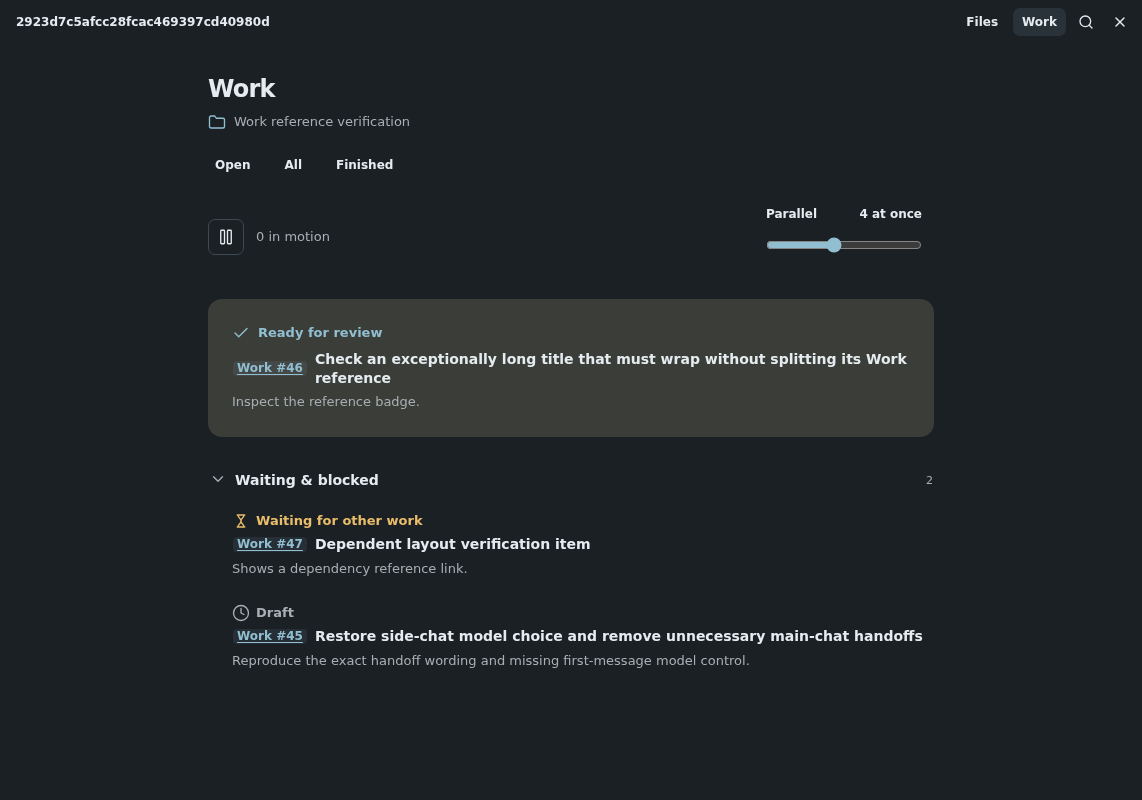 2923d7c5afcc28fcac469397cd40980d
Files
Work
Work
Work reference verification
Open
All
Finished
Parallel
4 at once
0 in motion
Ready for review
Work #46 Check an exceptionally long title that must wrap without splitting its Work
reference
Inspect the reference badge.
Waiting & blocked
2
Waiting for other work
Work #47 Dependent layout verification item
Shows a dependency reference link.
Draft
Work #45 Restore side-chat model choice and remove unnecessary main-chat handoffs
Reproduce the exact handoff wording and missing first-message model control.